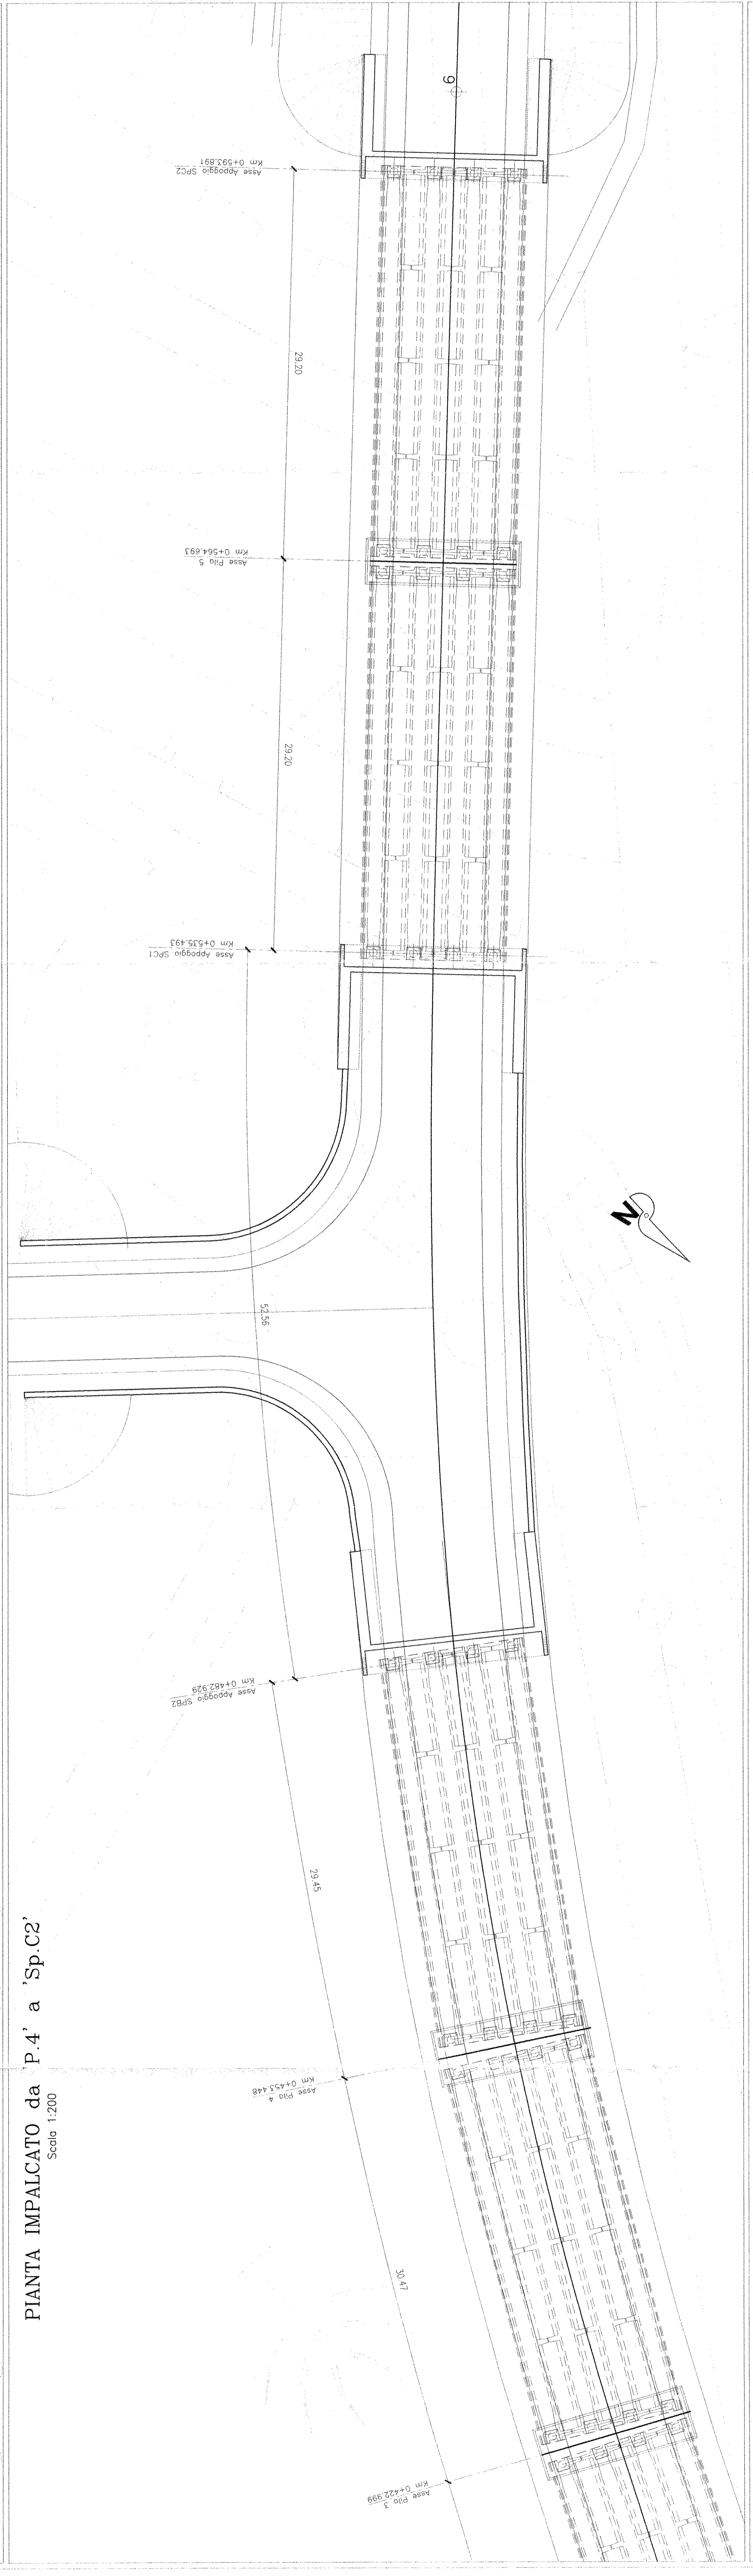 PIANTA IMPALCATO da 'P.4' a 'Sp.C2'
Scala 1:200
9
Asse Appoggio SPC2
Km 0+593.891
29.20
Asse Pila 5
Km 0+564.693
29.20
Asse Appoggio SPC1
Km 0+535.493
N
52.56
Asse Appoggio SPB2
Km 0+482.929
29.45
Asse Pila 4
Km 0+453.448
30.47
Asse Pila 3
Km 0+422.999